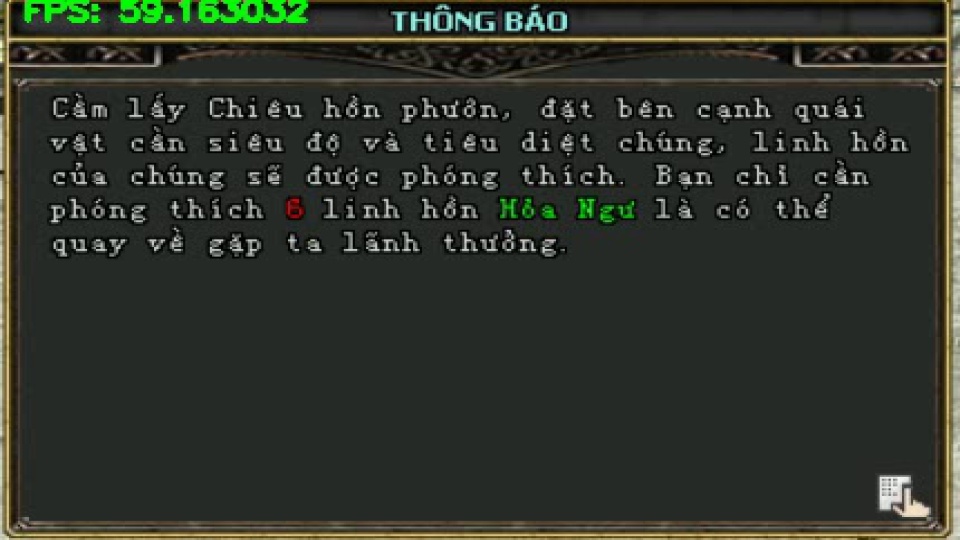 FPS: 59.163032
THÔNG BÁO
Cầm lấy Chiêu hồn phướn, đặt bên cạnh quái
vật cần siêu độ và tiêu diệt chúng, linh hồn
của chúng sẽ được phóng thích. Bạn chỉ cần
phóng thích 6 linh hồn Hỏa Ngư là có thể
quay về gặp ta lãnh thưởng.